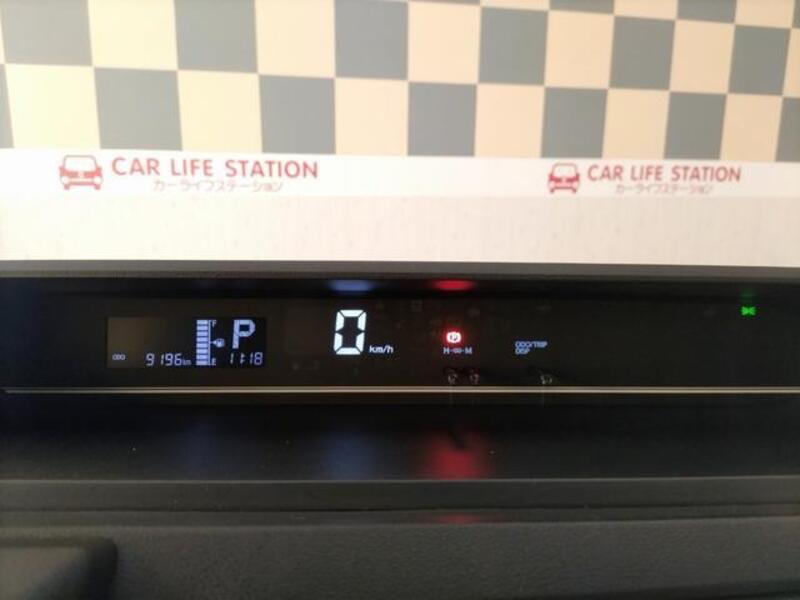 CAR LIFE STATION
カーライフステーション
CAR LIFE STATION
カーライフステーション
F
P
ODO 9196km E 11:18
0 km/h
H-00-M
ODO/TRIP
DISP